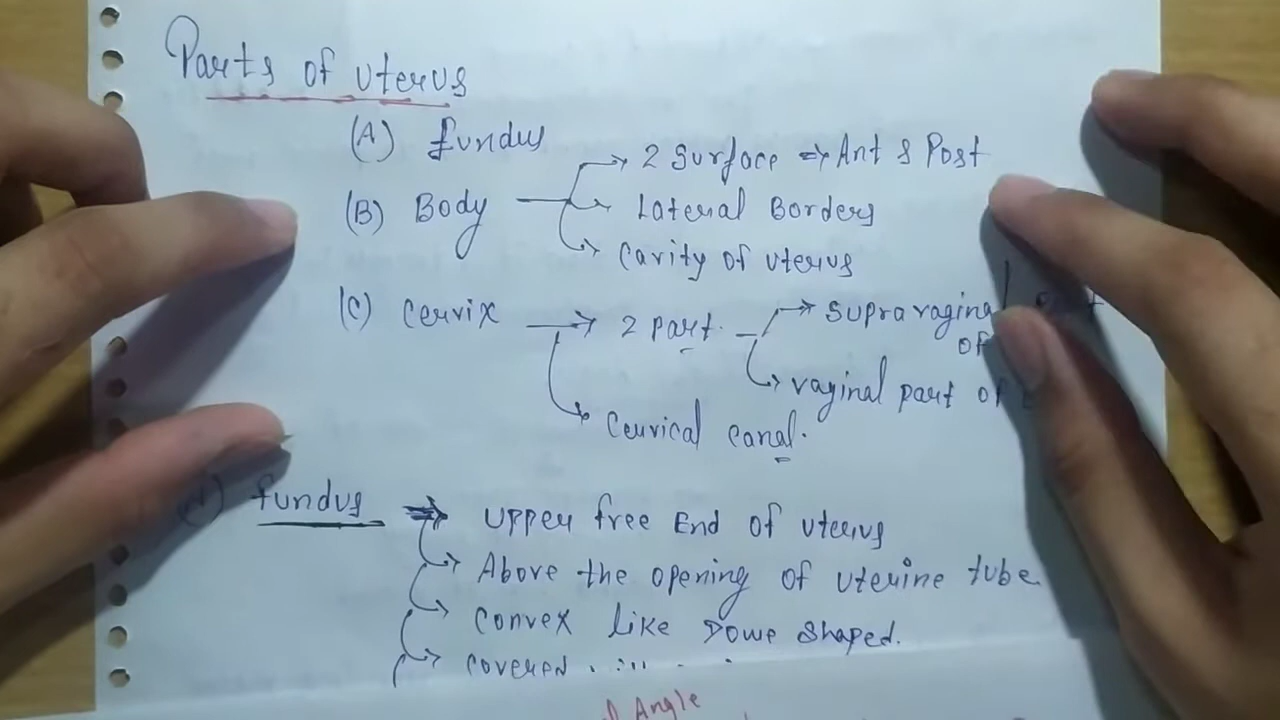 Parts of uterus
(A) fundus
2 surface ⇒ Ant & Post
(B) Body
Lateral Borders
Cavity of uterus
(C) Cervix → 2 part.
Supravaginal
of
vaginal part of
Cervical canal.
fundus ⇒ Upper free End of uterus
Above the opening of uterine tube
Convex like Dome shaped.
covered
Angle